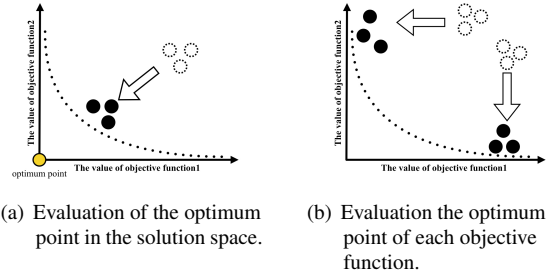 The value of objective function2
The value of objective function1
optimum point
(a) Evaluation of the optimum
point in the solution space.
The value of objective function2
The value of objective function1
(b) Evaluation the optimum
point of each objective
function.